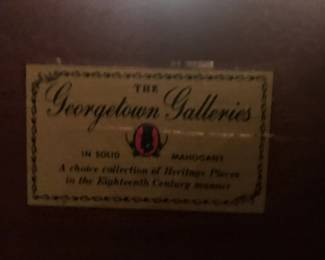 THE
Georgetown Galleries
IN SOLID MAHOGANY
A choice collection of Heritage Pieces
in the Eighteenth Century manner